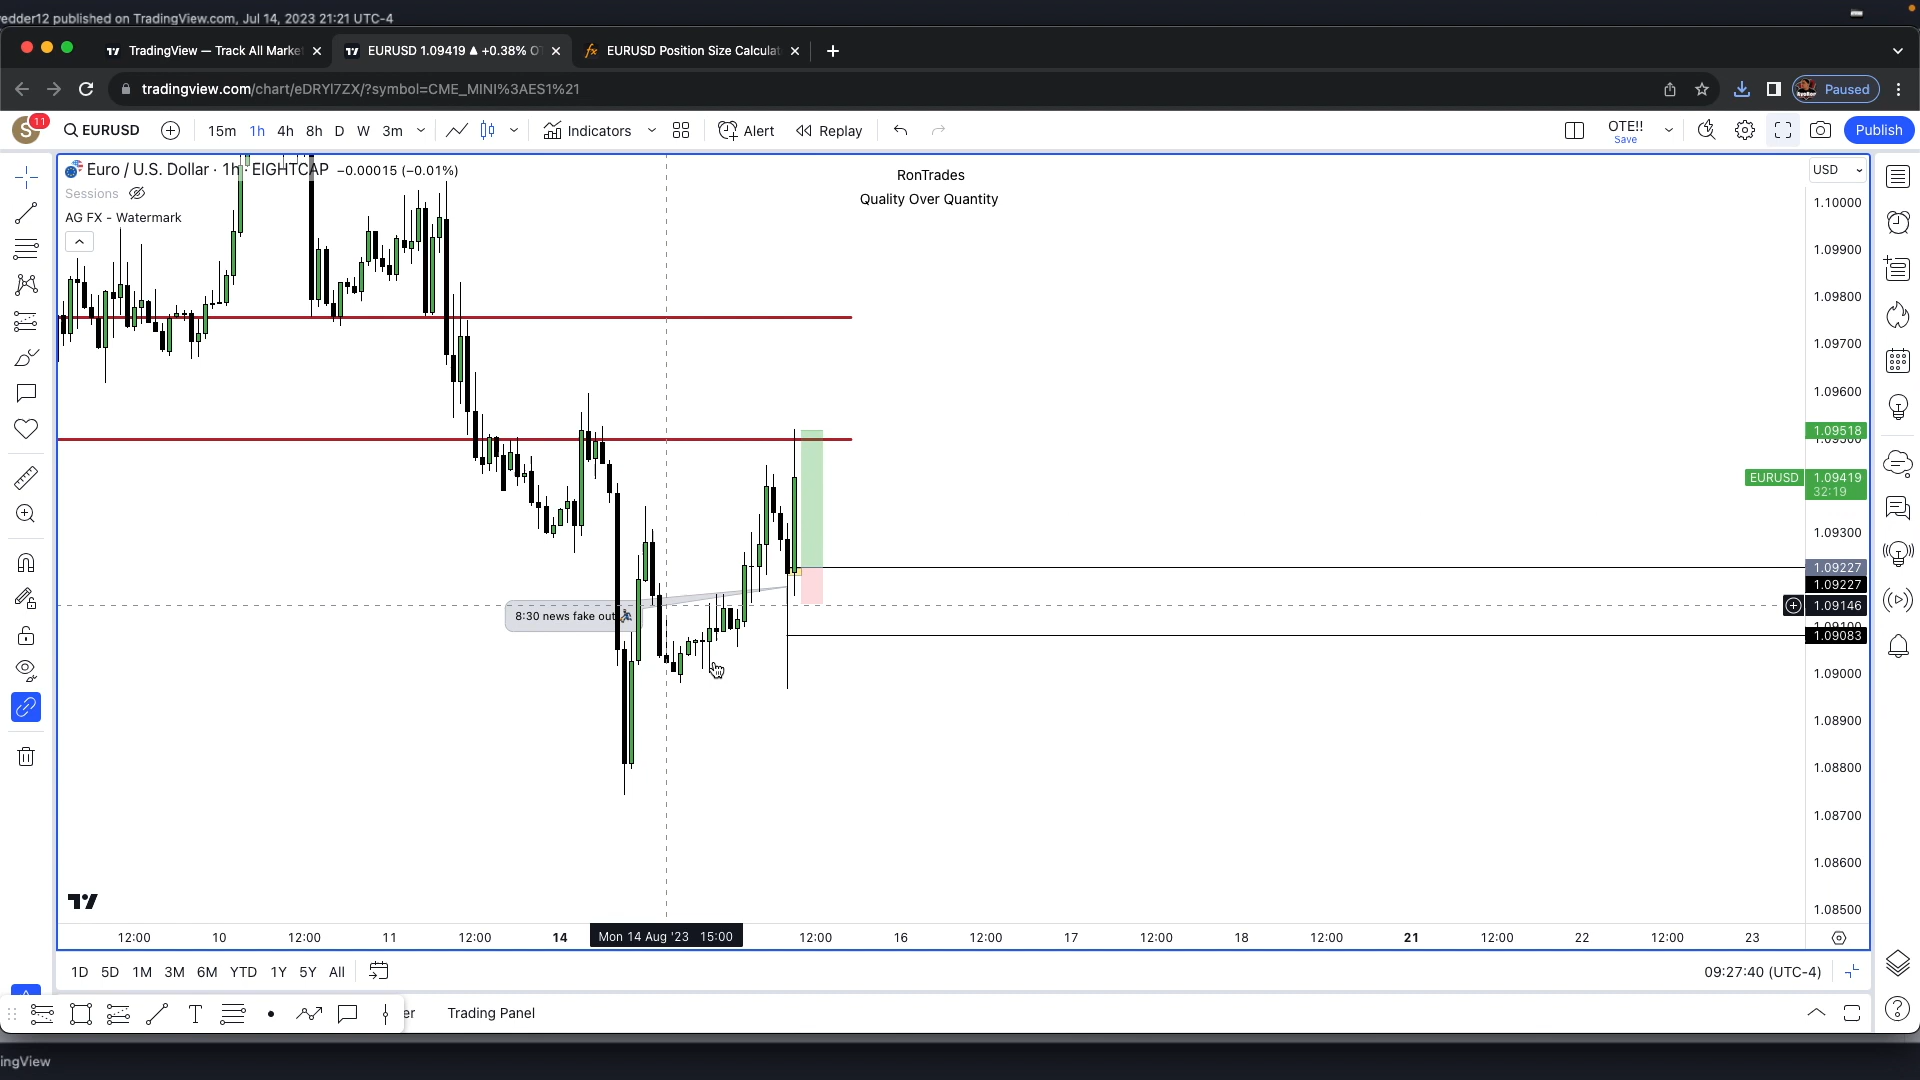 edder12 published on TradingView.com, Jul 14, 2023 21:21 UTC-4
TradingView — Track All Marke
EURUSD 1.09419 ▲ +0.38% O
EURUSD Position Size Calculat
tradingview.com/chart/eDRYl7ZX/?symbol=CME_MINI%3AES1%21
Paused
S 11
EURUSD
15m 1h 4h 8h D W 3m
Indicators
Alert
Replay
OTE!!
Save
Publish
Euro / U.S. Dollar · 1h · EIGHTCAP −0.00015 (−0.01%)
Sessions
AG FX - Watermark
RonTrades
Quality Over Quantity
USD
1.10000
1.09900
1.09800
1.09700
1.09600
1.09518
EURUSD 1.09419
32:19
1.09300
1.09227
1.09227
1.09146
1.09083
1.09000
1.08900
1.08800
1.08700
1.08600
1.08500
8:30 news fake out
12:00 10 12:00 11 12:00 14 Mon 14 Aug '23 15:00 12:00 16 12:00 17 12:00 18 12:00 21 12:00 22 12:00 23
1D 5D 1M 3M 6M YTD 1Y 5Y All
09:27:40 (UTC-4)
er
Trading Panel
ingView